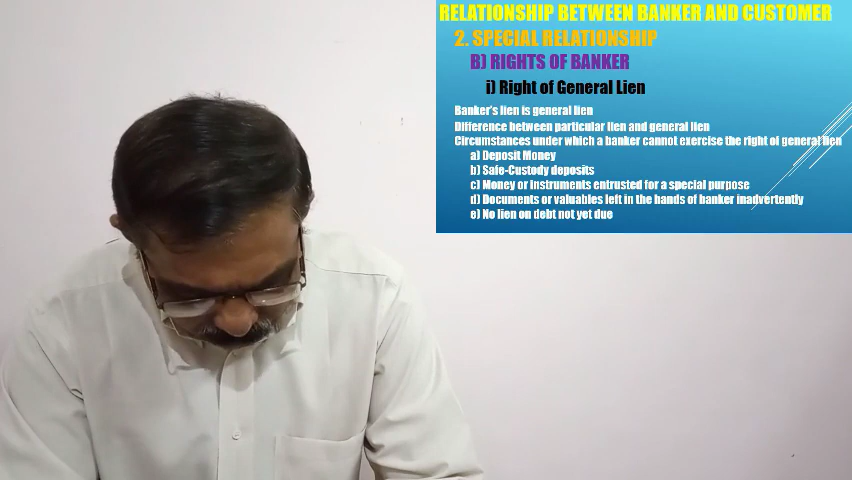 RELATIONSHIP BETWEEN BANKER AND CUSTOMER
2. SPECIAL RELATIONSHIP
B) RIGHTS OF BANKER
i) Right of General Lien
Banker's lien is general lien
Difference between particular lien and general lien
Circumstances under which a banker cannot exercise the right of general lien
a) Deposit Money
b) Safe-Custody deposits
c) Money or Instruments entrusted for a special purpose
d) Documents or valuables left in the hands of banker inadvertently
e) No lien on debt not yet due